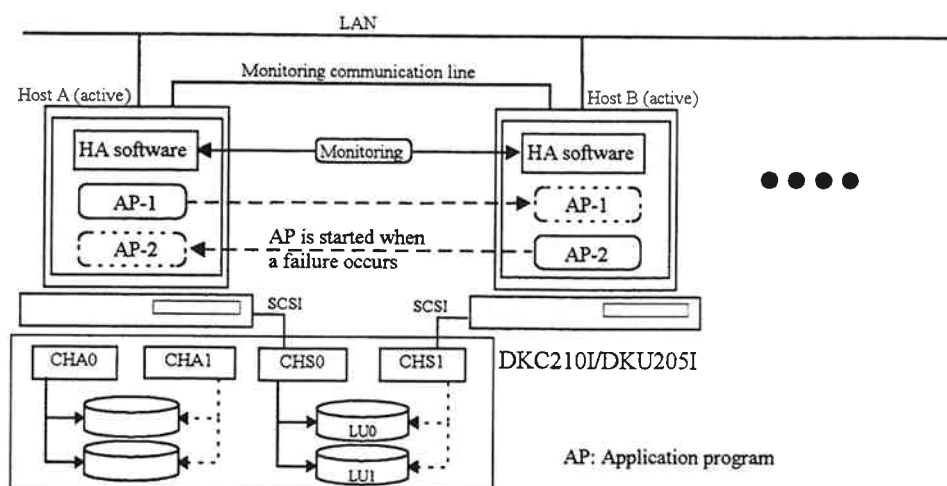 LAN
Monitoring communication line
Host A (active)
Host B (active)
HA software
Monitoring
HA software
AP-1
AP-1
AP-2
AP is started when
a failure occurs
AP-2
SCSI
SCSI
CHA0
CHA1
CHS0
CHS1
DKC210I/DKU205I
LU0
LU1
AP: Application program